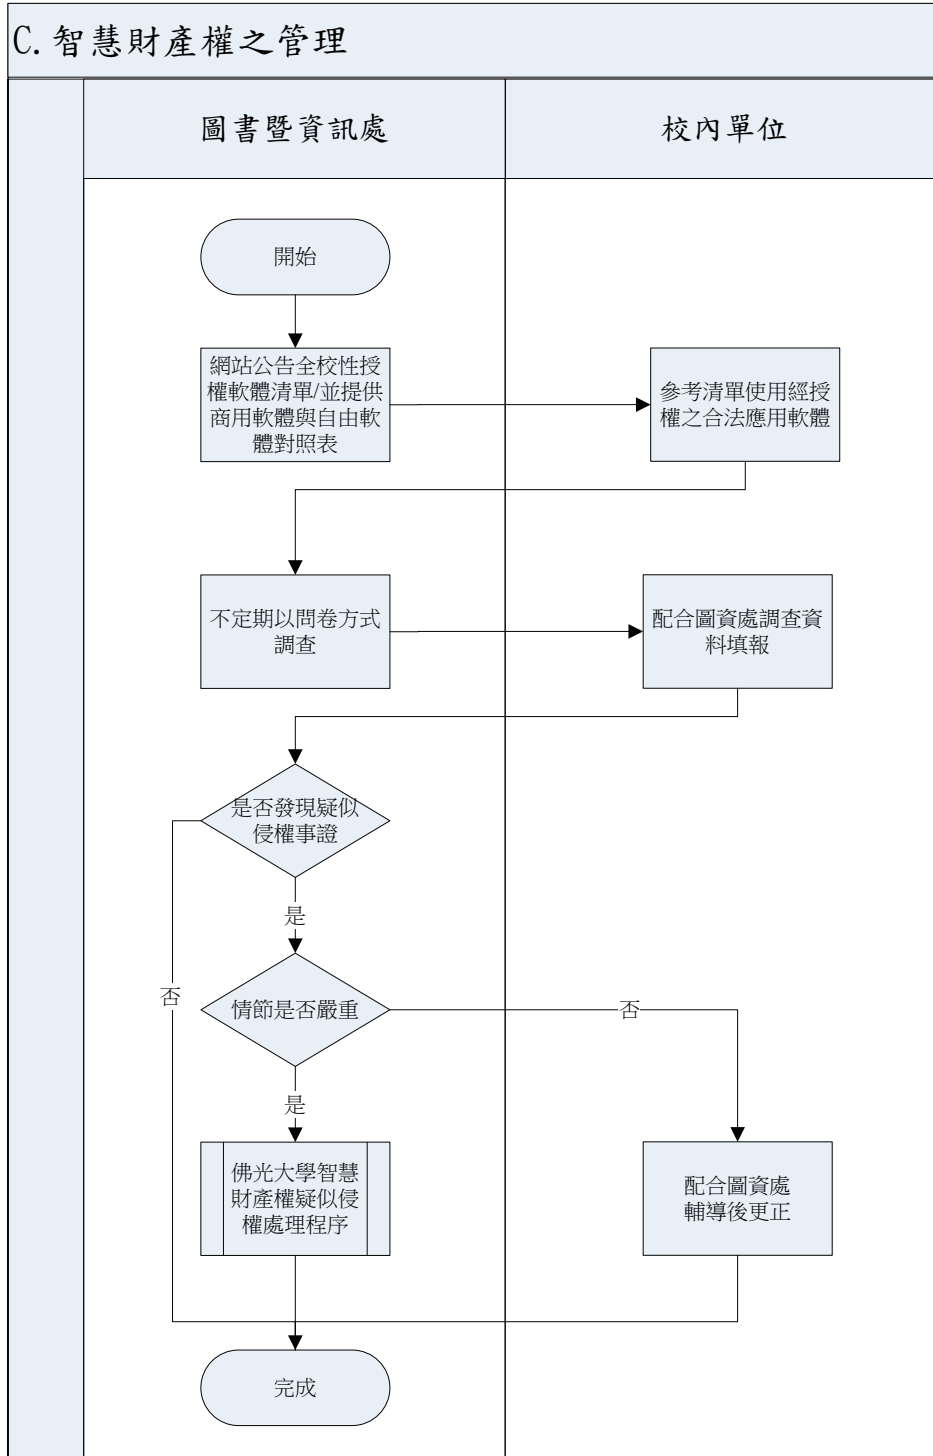 C. 智慧財產權之管理
圖書暨資訊處
校內單位
開始
網站公告全校性授
權軟體清單/並提供
商用軟體與自由軟
體對照表
參考清單使用經授
權之合法應用軟體
不定期以問卷方式
調查
配合圖資處調查資
料填報
是否發現疑似
侵權事證
是
否
情節是否嚴重
否
是
佛光大學智慧
財產權疑似侵
權處理程序
配合圖資處
輔導後更正
完成